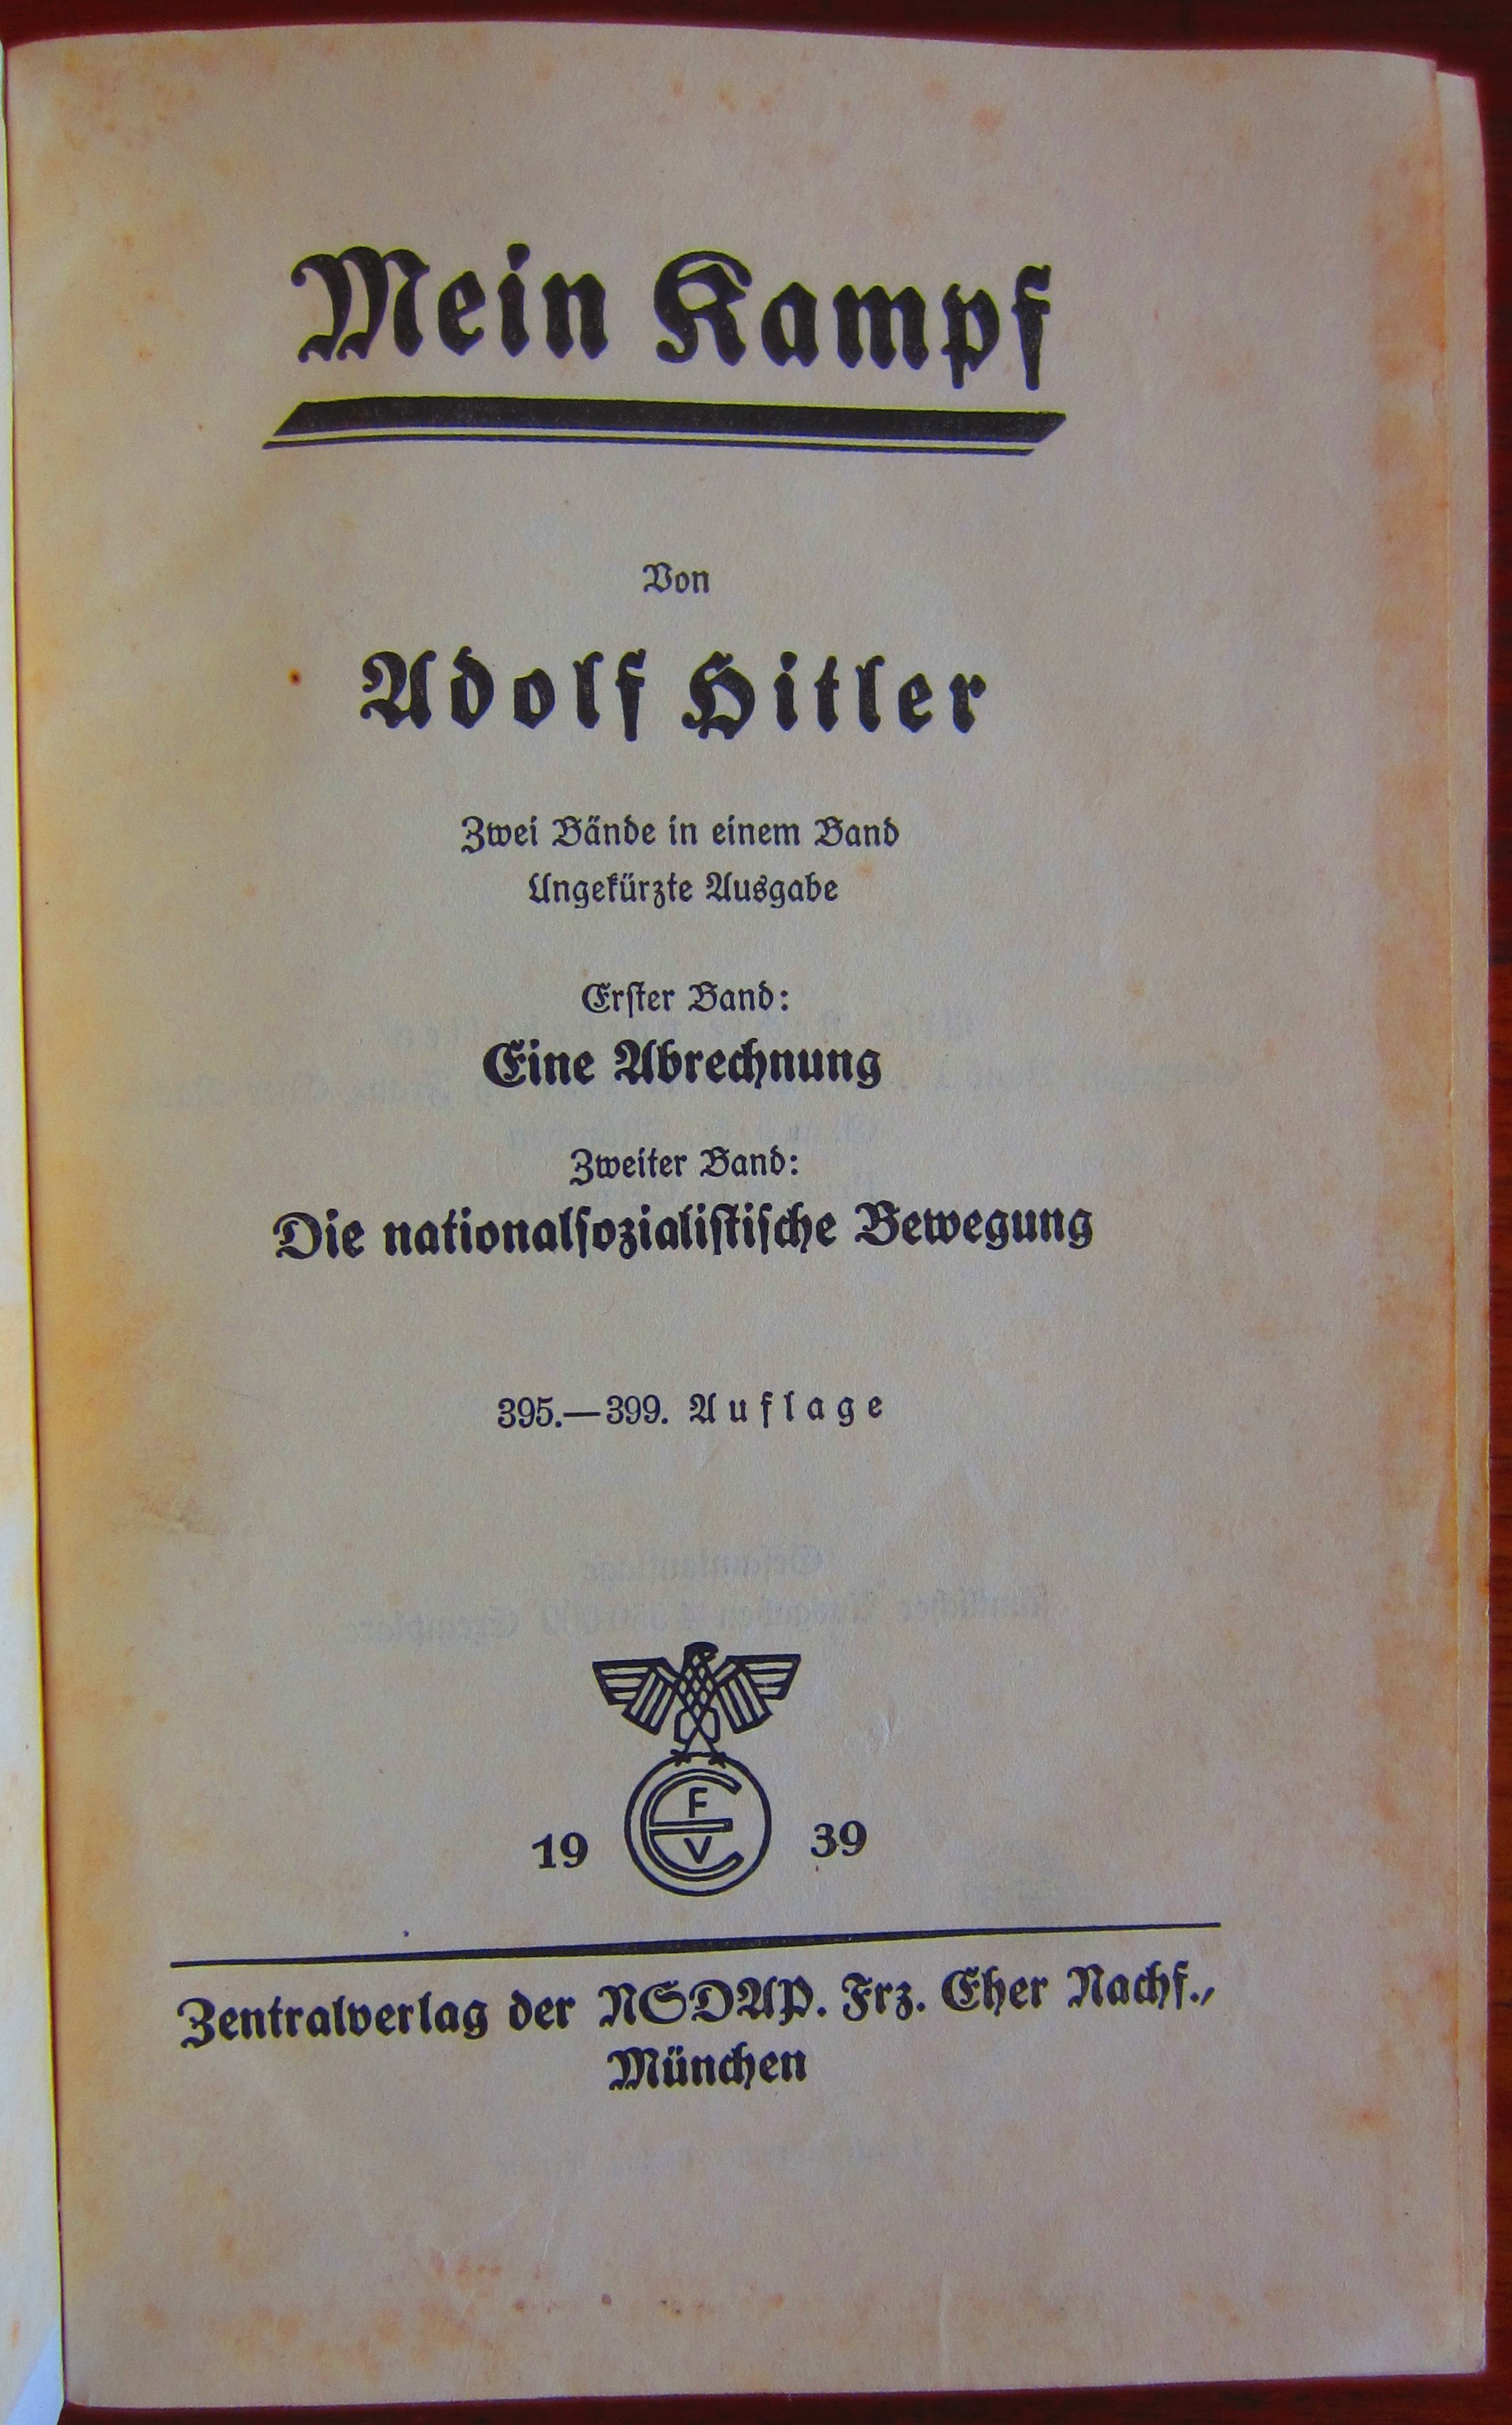 Mein Kampf
Von
Adolf Hitler
Zwei Bände in einem Band
Ungekürzte Ausgabe
Erſter Band:
Eine Abrechnung
Zweiter Band:
Die nationalſozialiſtiſche Bewegung
395.—399. Auflage
19 FEV 39
Zentralverlag der NSDAP. Frz. Eher Nachf.,
München